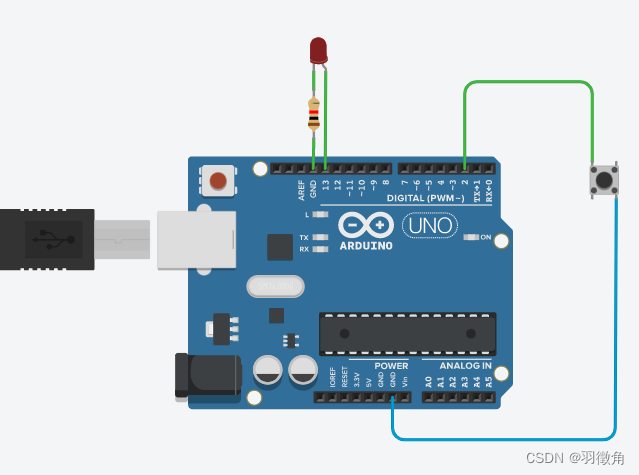 AREF
GND
13
12
~11
~10
~9
8
7
~6
~5
4
~3
2
TX→1
RX←0
DIGITAL (PWM~)
L
TX
RX
ARDUINO
UNO
ON
POWER
ANALOG IN
IOREF
RESET
3.3V
5V
GND
GND
Vin
A0
A1
A2
A3
A4
A5
CSDN @羽徵角